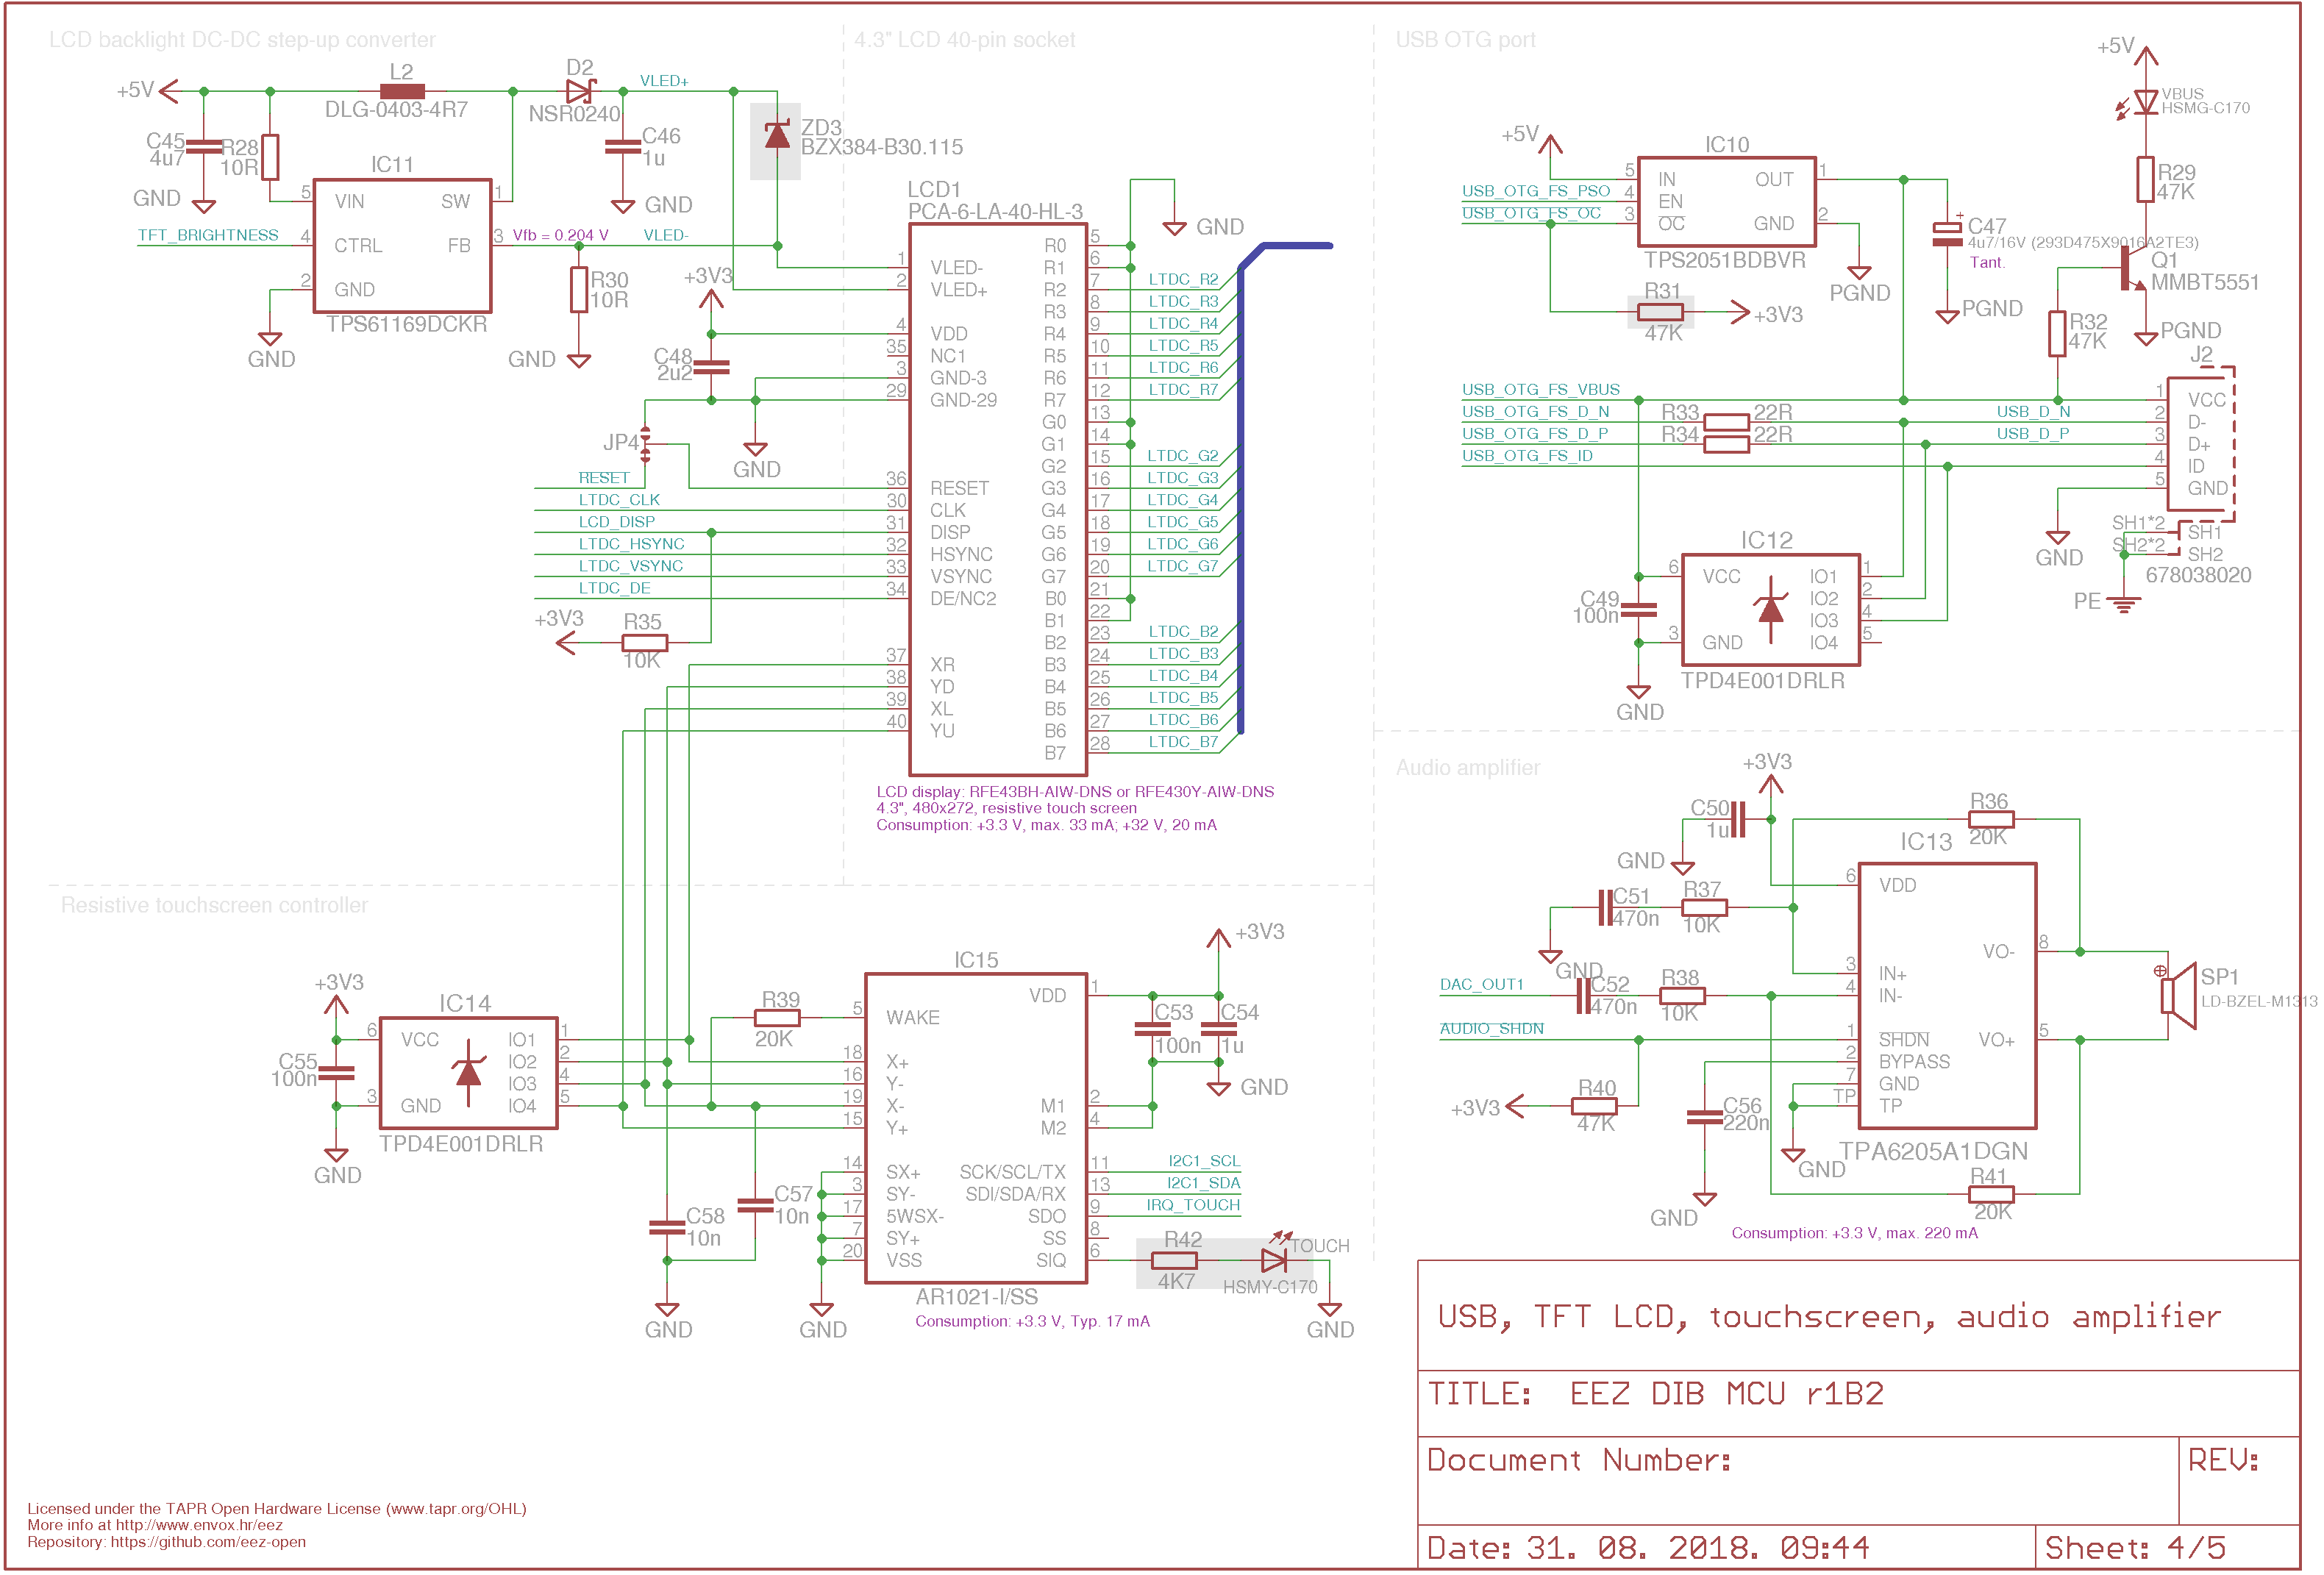 LCD backlight DC-DC step-up converter
+5V
L2
DLG-0403-4R7
D2
NSR0240
VLED+
C45
4u7
R28
10R
GND
C46
1u
GND
ZD3
BZX384-B30.115
IC11
5 VIN
SW 1
TFT_BRIGHTNESS
4 CTRL
FB 3
Vfb = 0.204 V
VLED-
2 GND
TPS61169DCKR
GND
R30
10R
GND
4.3" LCD 40-pin socket
LCD1
PCA-6-LA-40-HL-3
GND
+3V3
C48
2u2
JP4
GND
1 VLED-
2 VLED+
4 VDD
35 NC1
3 GND-3
29 GND-29
RESET
36 RESET
LTDC_CLK
30 CLK
LCD_DISP
31 DISP
LTDC_HSYNC
32 HSYNC
LTDC_VSYNC
33 VSYNC
LTDC_DE
34 DE/NC2
+3V3
R35
10K
37 XR
38 YD
39 XL
40 YU
R0 5
R1 6
R2 7 LTDC_R2
R3 8 LTDC_R3
R4 9 LTDC_R4
R5 10 LTDC_R5
R6 11 LTDC_R6
R7 12 LTDC_R7
G0 13
G1 14
G2 15 LTDC_G2
G3 16 LTDC_G3
G4 17 LTDC_G4
G5 18 LTDC_G5
G6 19 LTDC_G6
G7 20 LTDC_G7
B0 21
B1 22
B2 23 LTDC_B2
B3 24 LTDC_B3
B4 25 LTDC_B4
B5 26 LTDC_B5
B6 27 LTDC_B6
B7 28 LTDC_B7
LCD display: RFE43BH-AIW-DNS or RFE430Y-AIW-DNS
4.3", 480x272, resistive touch screen
Consumption: +3.3 V, max. 33 mA; +32 V, 20 mA
USB OTG port
+5V
VBUS
HSMG-C170
R29
47K
+5V
IC10
USB_OTG_FS_PSO
USB_OTG_FS_OC
5 IN
4 EN
3 OC
OUT 1
GND 2
TPS2051BDBVR
PGND
C47
4u7/16V (293D475X9016A2TE3)
Tant.
PGND
Q1
MMBT5551
PGND
R31
47K
+3V3
R32
47K
J2
USB_OTG_FS_VBUS
1 VCC
USB_OTG_FS_D_N
R33 22R
USB_D_N
2 D-
USB_OTG_FS_D_P
R34 22R
USB_D_P
3 D+
USB_OTG_FS_ID
4 ID
5 GND
SH1*2 SH1
SH2*2 SH2
678038020
GND
PE
IC12
6 VCC
3 GND
IO1 1
IO2 2
IO3 4
IO4 5
TPD4E001DRLR
C49
100n
GND
Audio amplifier
+3V3
C50
1u
GND
R36
20K
IC13
C51
470n
R37
10K
GND
DAC_OUT1
C52
470n
R38
10K
AUDIO_SHDN
6 VDD
3 IN+
4 IN-
1 SHDN
2 BYPASS
7 GND
TP TP
VO- 8
VO+ 5
SP1
LD-BZEL-M1313
+3V3
R40
47K
C56
220n
GND
GND
TPA6205A1DGN
R41
20K
Consumption: +3.3 V, max. 220 mA
Resistive touchscreen controller
+3V3
C55
100n
GND
IC14
6 VCC
3 GND
IO1 1
IO2 2
IO3 4
IO4 5
TPD4E001DRLR
R39
20K
IC15
5 WAKE
18 X+
16 Y-
19 X-
15 Y+
14 SX+
3 SY-
17 5WSX-
7 SY+
20 VSS
VDD 1
M1 2
M2 4
SCK/SCL/TX 11 I2C1_SCL
SDI/SDA/RX 13 I2C1_SDA
SDO 9 IRQ_TOUCH
SS 8
SIQ 6
AR1021-I/SS
Consumption: +3.3 V, Typ. 17 mA
+3V3
C53
100n
C54
1u
GND
C58
10n
C57
10n
GND
GND
R42
4K7
TOUCH
HSMY-C170
GND
USB, TFT LCD, touchscreen, audio amplifier
TITLE: EEZ DIB MCU r1B2
Document Number:
REV:
Date: 31. 08. 2018. 09:44
Sheet: 4/5
Licensed under the TAPR Open Hardware License (www.tapr.org/OHL)
More info at http://www.envox.hr/eez
Repository: https://github.com/eez-open